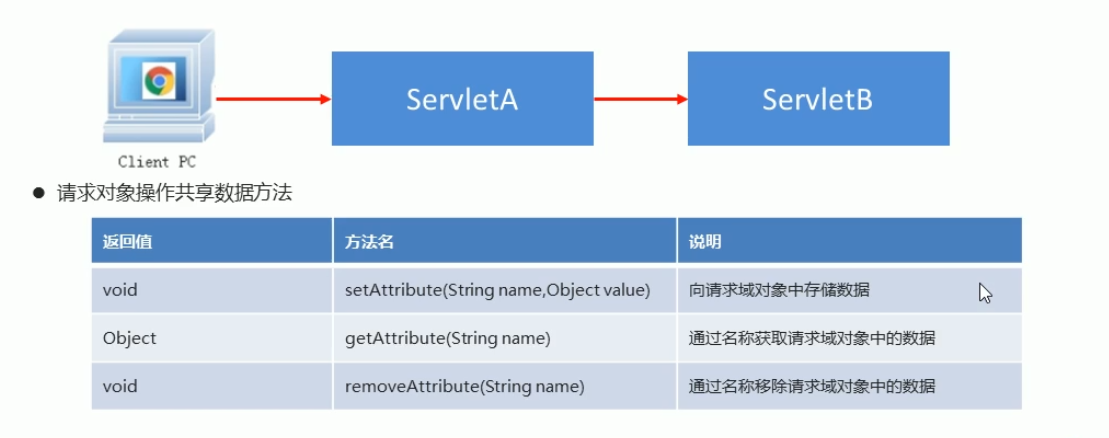 ServletA
ServletB
Client PC
● 请求对象操作共享数据方法
返回值 方法名 说明
void setAttribute(String name,Object value) 向请求域对象中存储数据
Object getAttribute(String name) 通过名称获取请求域对象中的数据
void removeAttribute(String name) 通过名称移除请求域对象中的数据